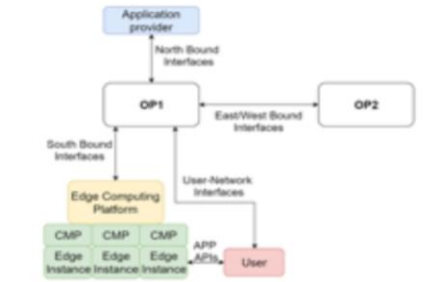 Application
provider
North Bound
Interfaces
OP1
OP2
East/West Bound
Interfaces
South Bound
Interfaces
User-Network
Interfaces
Edge Computing
Platform
CMP CMP CMP
APP
APIs
Edge Edge Edge
Instance Instance Instance
User